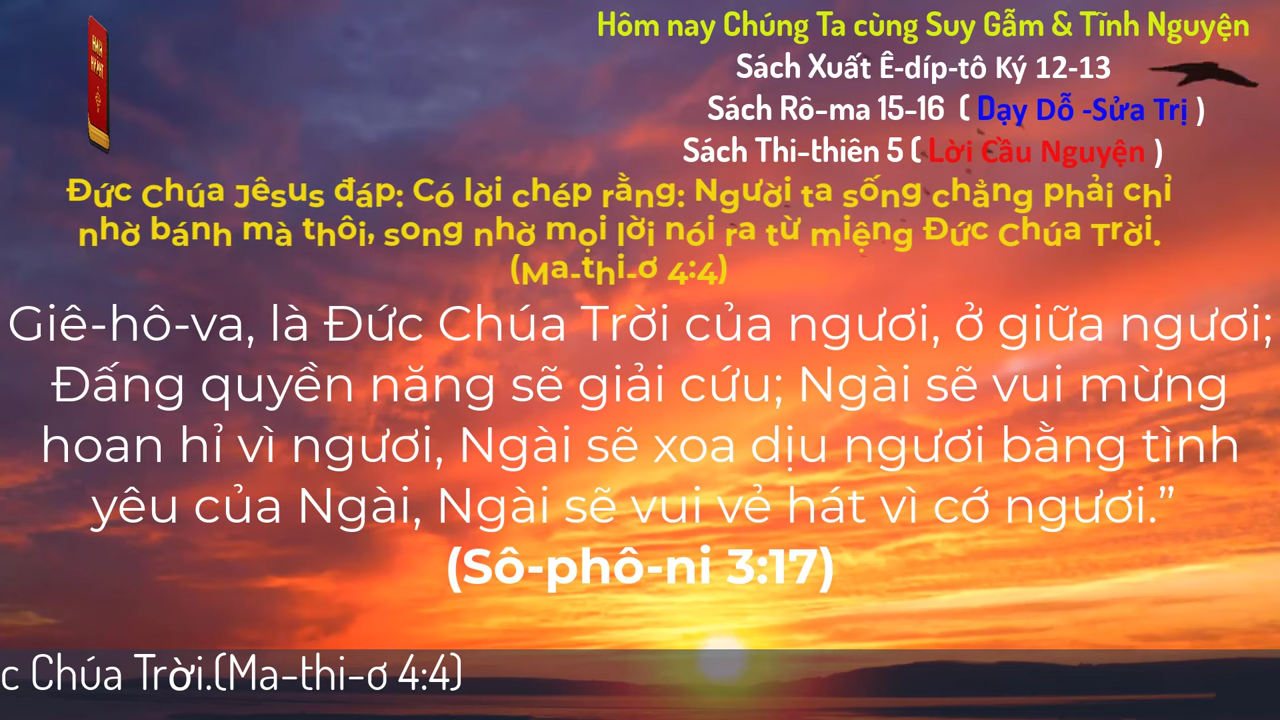 Hôm nay Chúng Ta cùng Suy Gẫm & Tĩnh Nguyện
Sách Xuất Ê-díp-tô Ký 12-13
Sách Rô-ma 15-16 ( Dạy Dỗ -Sửa Trị )
Sách Thi-thiên 5 ( Lời Cầu Nguyện )
Đức Chúa Jêsus đáp: Có lời chép rằng: Người ta sống chẳng phải chỉ
nhờ bánh mà thôi, song nhờ mọi lời nói ra từ miệng Đức Chúa Trời.
(Ma-thi-ơ 4:4)
Giê-hô-va, là Đức Chúa Trời của ngươi, ở giữa ngươi;
Đấng quyền năng sẽ giải cứu; Ngài sẽ vui mừng
hoan hỉ vì ngươi, Ngài sẽ xoa dịu ngươi bằng tình
yêu của Ngài, Ngài sẽ vui vẻ hát vì cớ ngươi.”
(Sô-phô-ni 3:17)
c Chúa Trời.(Ma-thi-ơ 4:4)